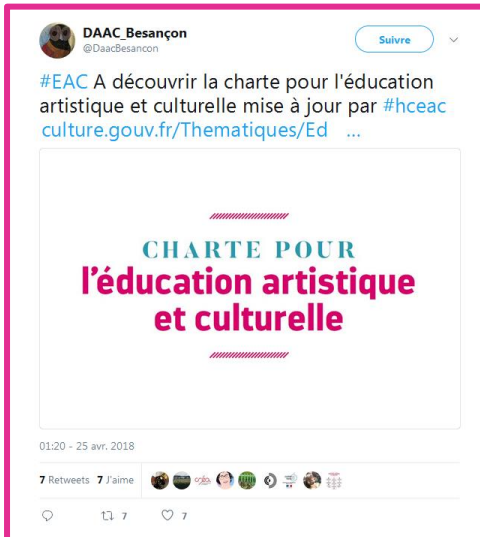 DAAC_Besançon
@DaacBesancon
Suivre
#EAC A découvrir la charte pour l'éducation
artistique et culturelle mise à jour par #hceac
culture.gouv.fr/Thematiques/Ed ...
CHARTE POUR
l'éducation artistique
et culturelle
01:20 - 25 avr. 2018
7 Retweets 7 J'aime
7 7